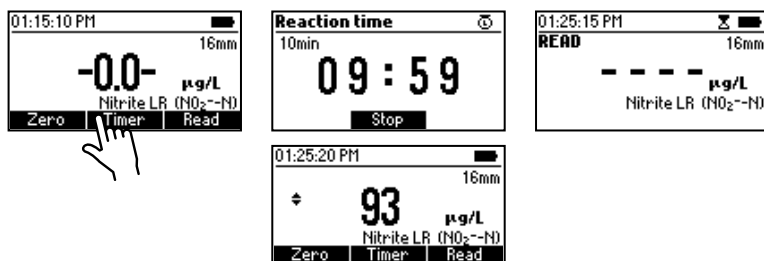 01:15:10 PM
16mm
-0.0-
µg/L
Nitrite LR (NO₂⁻-N)
Zero Timer Read
Reaction time
10min
09:59
Stop
01:25:15 PM
READ 16mm
- - - -
µg/L
Nitrite LR (NO₂⁻-N)
01:25:20 PM
16mm
93
µg/L
Nitrite LR (NO₂⁻-N)
Zero Timer Read